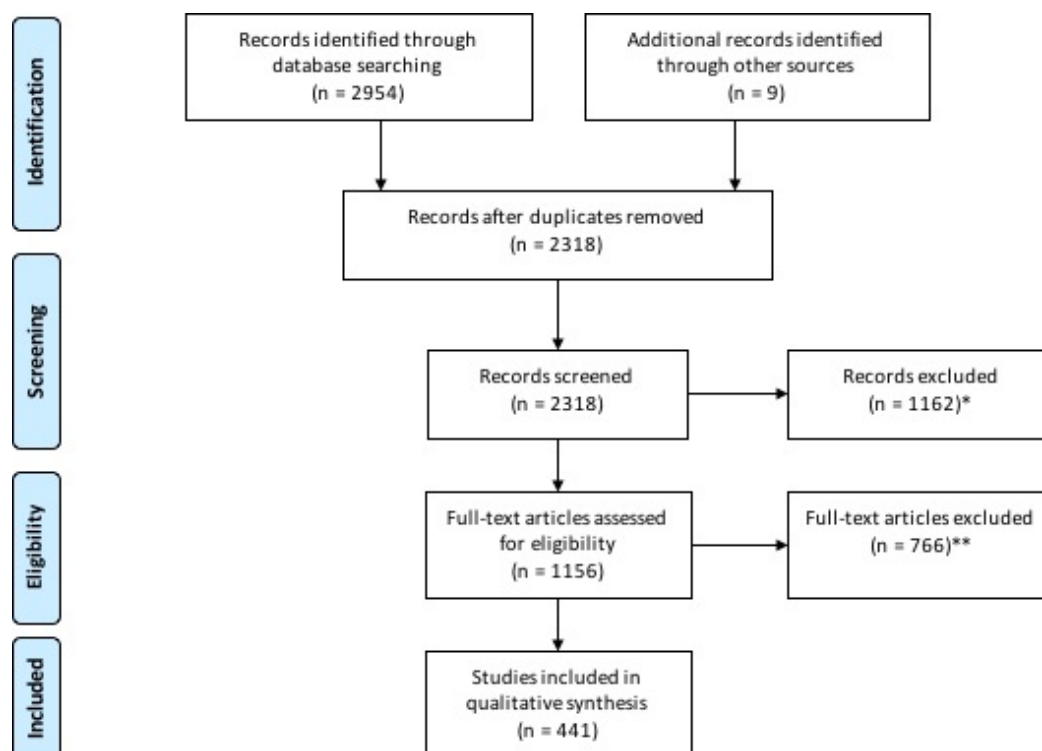 Identification
Records identified through
database searching
(n = 2954)
Additional records identified
through other sources
(n = 9)
Records after duplicates removed
(n = 2318)
Screening
Records screened
(n = 2318)
Records excluded
(n = 1162)*
Eligibility
Full-text articles assessed
for eligibility
(n = 1156)
Full-text articles excluded
(n = 766)**
Included
Studies included in
qualitative synthesis
(n = 441)